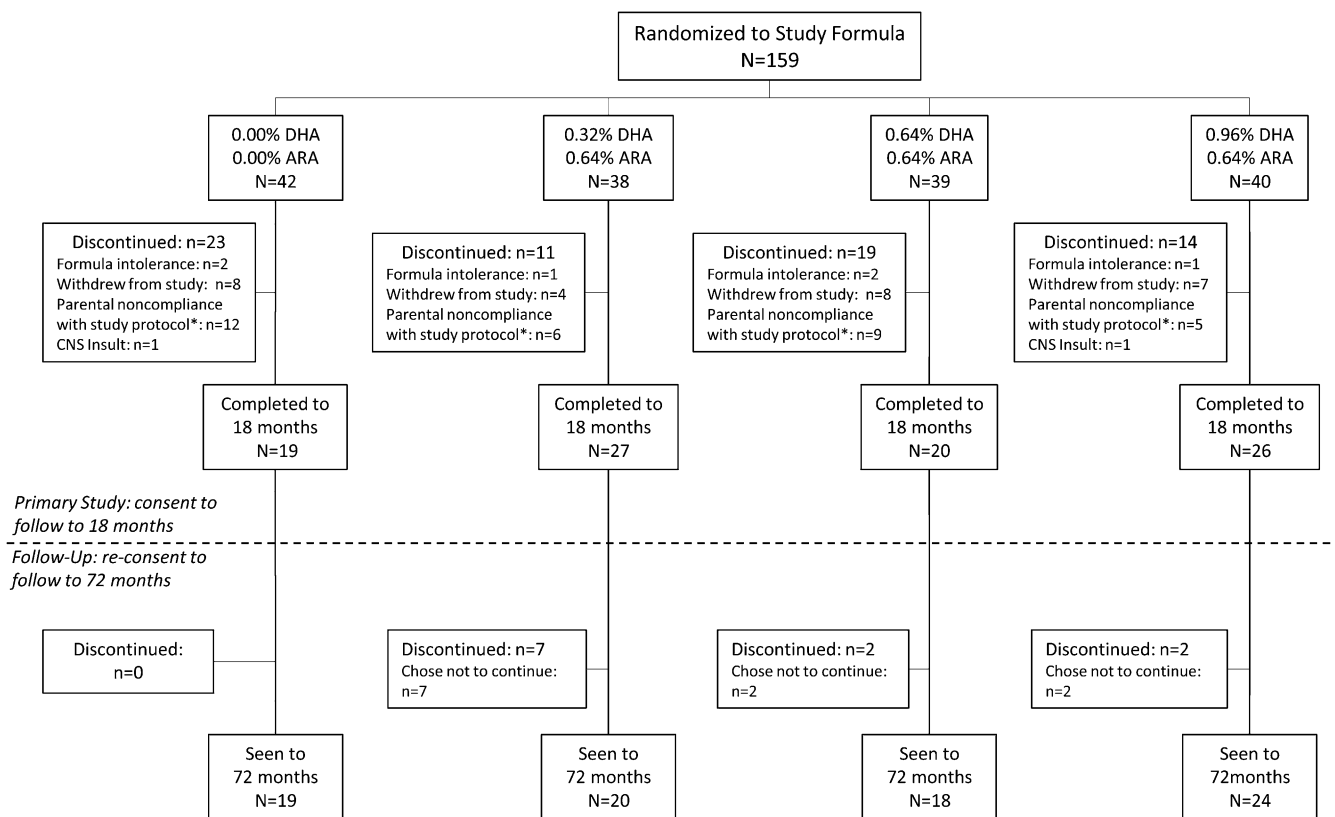 Randomized to Study Formula
N=159
0.00% DHA
0.00% ARA
N=42
0.32% DHA
0.64% ARA
N=38
0.64% DHA
0.64% ARA
N=39
0.96% DHA
0.64% ARA
N=40
Discontinued: n=23
Formula intolerance: n=2
Withdrew from study: n=8
Parental noncompliance
with study protocol*: n=12
CNS Insult: n=1
Discontinued: n=11
Formula intolerance: n=1
Withdrew from study: n=4
Parental noncompliance
with study protocol*: n=6
Discontinued: n=19
Formula intolerance: n=2
Withdrew from study: n=8
Parental noncompliance
with study protocol*: n=9
Discontinued: n=14
Formula intolerance: n=1
Withdrew from study: n=7
Parental noncompliance
with study protocol*: n=5
CNS Insult: n=1
Completed to
18 months
N=19
Completed to
18 months
N=27
Completed to
18 months
N=20
Completed to
18 months
N=26
Primary Study: consent to
follow to 18 months
Follow-Up: re-consent to
follow to 72 months
Discontinued:
n=0
Discontinued: n=7
Chose not to continue:
n=7
Discontinued: n=2
Chose not to continue:
n=2
Discontinued: n=2
Chose not to continue:
n=2
Seen to
72 months
N=19
Seen to
72 months
N=20
Seen to
72 months
N=18
Seen to
72months
N=24